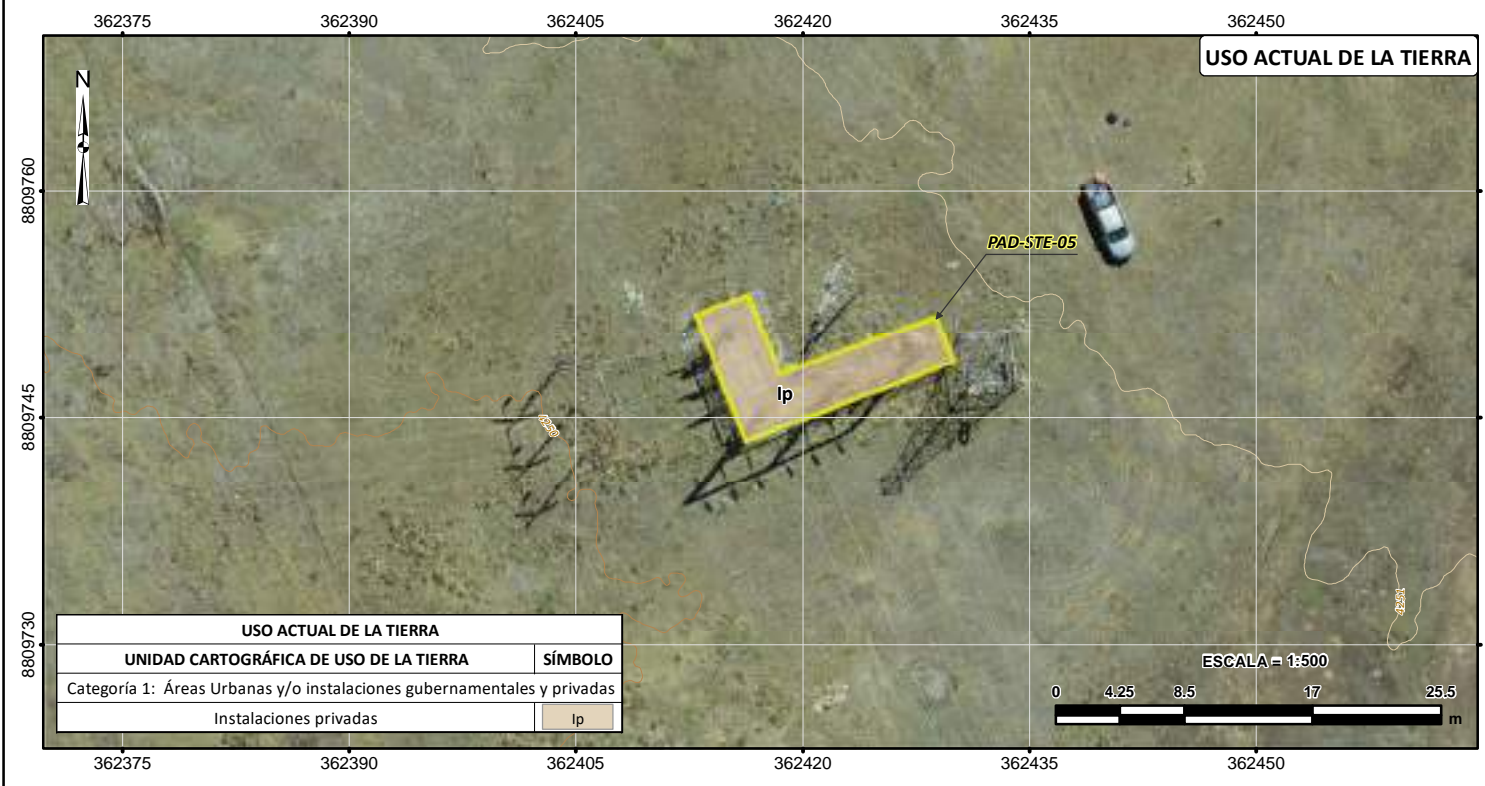 362375 362390 362405 362420 362435 362450
USO ACTUAL DE LA TIERRA
N
8809760
PAD-STE-05
Ip
8809745
4250
8809730
4251
USO ACTUAL DE LA TIERRA
UNIDAD CARTOGRÁFICA DE USO DE LA TIERRA SÍMBOLO
Categoría 1: Áreas Urbanas y/o instalaciones gubernamentales y privadas
Instalaciones privadas Ip
ESCALA = 1:500
0 4.25 8.5 17 25.5
m
362375 362390 362405 362420 362435 362450